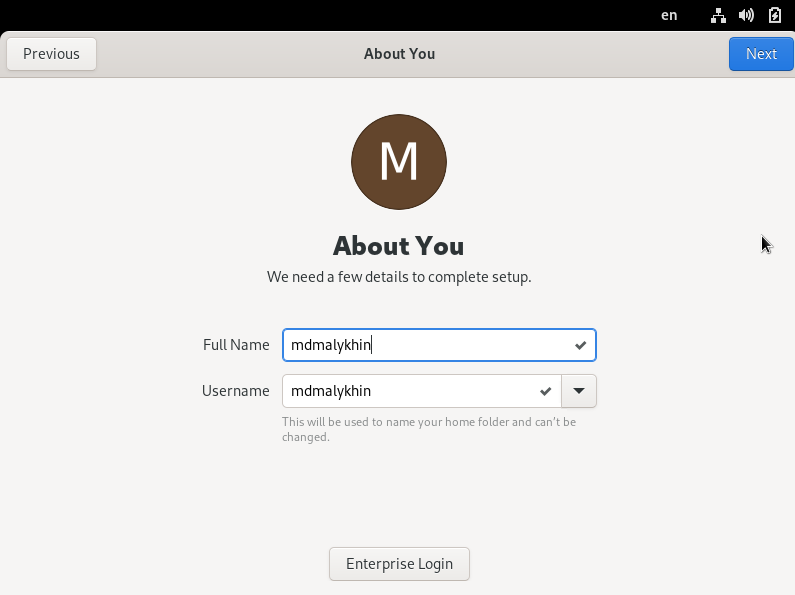 en
Previous
About You
Next
M
About You
We need a few details to complete setup.
Full Name
mdmalykhin
Username
mdmalykhin
This will be used to name your home folder and can't be
changed.
Enterprise Login